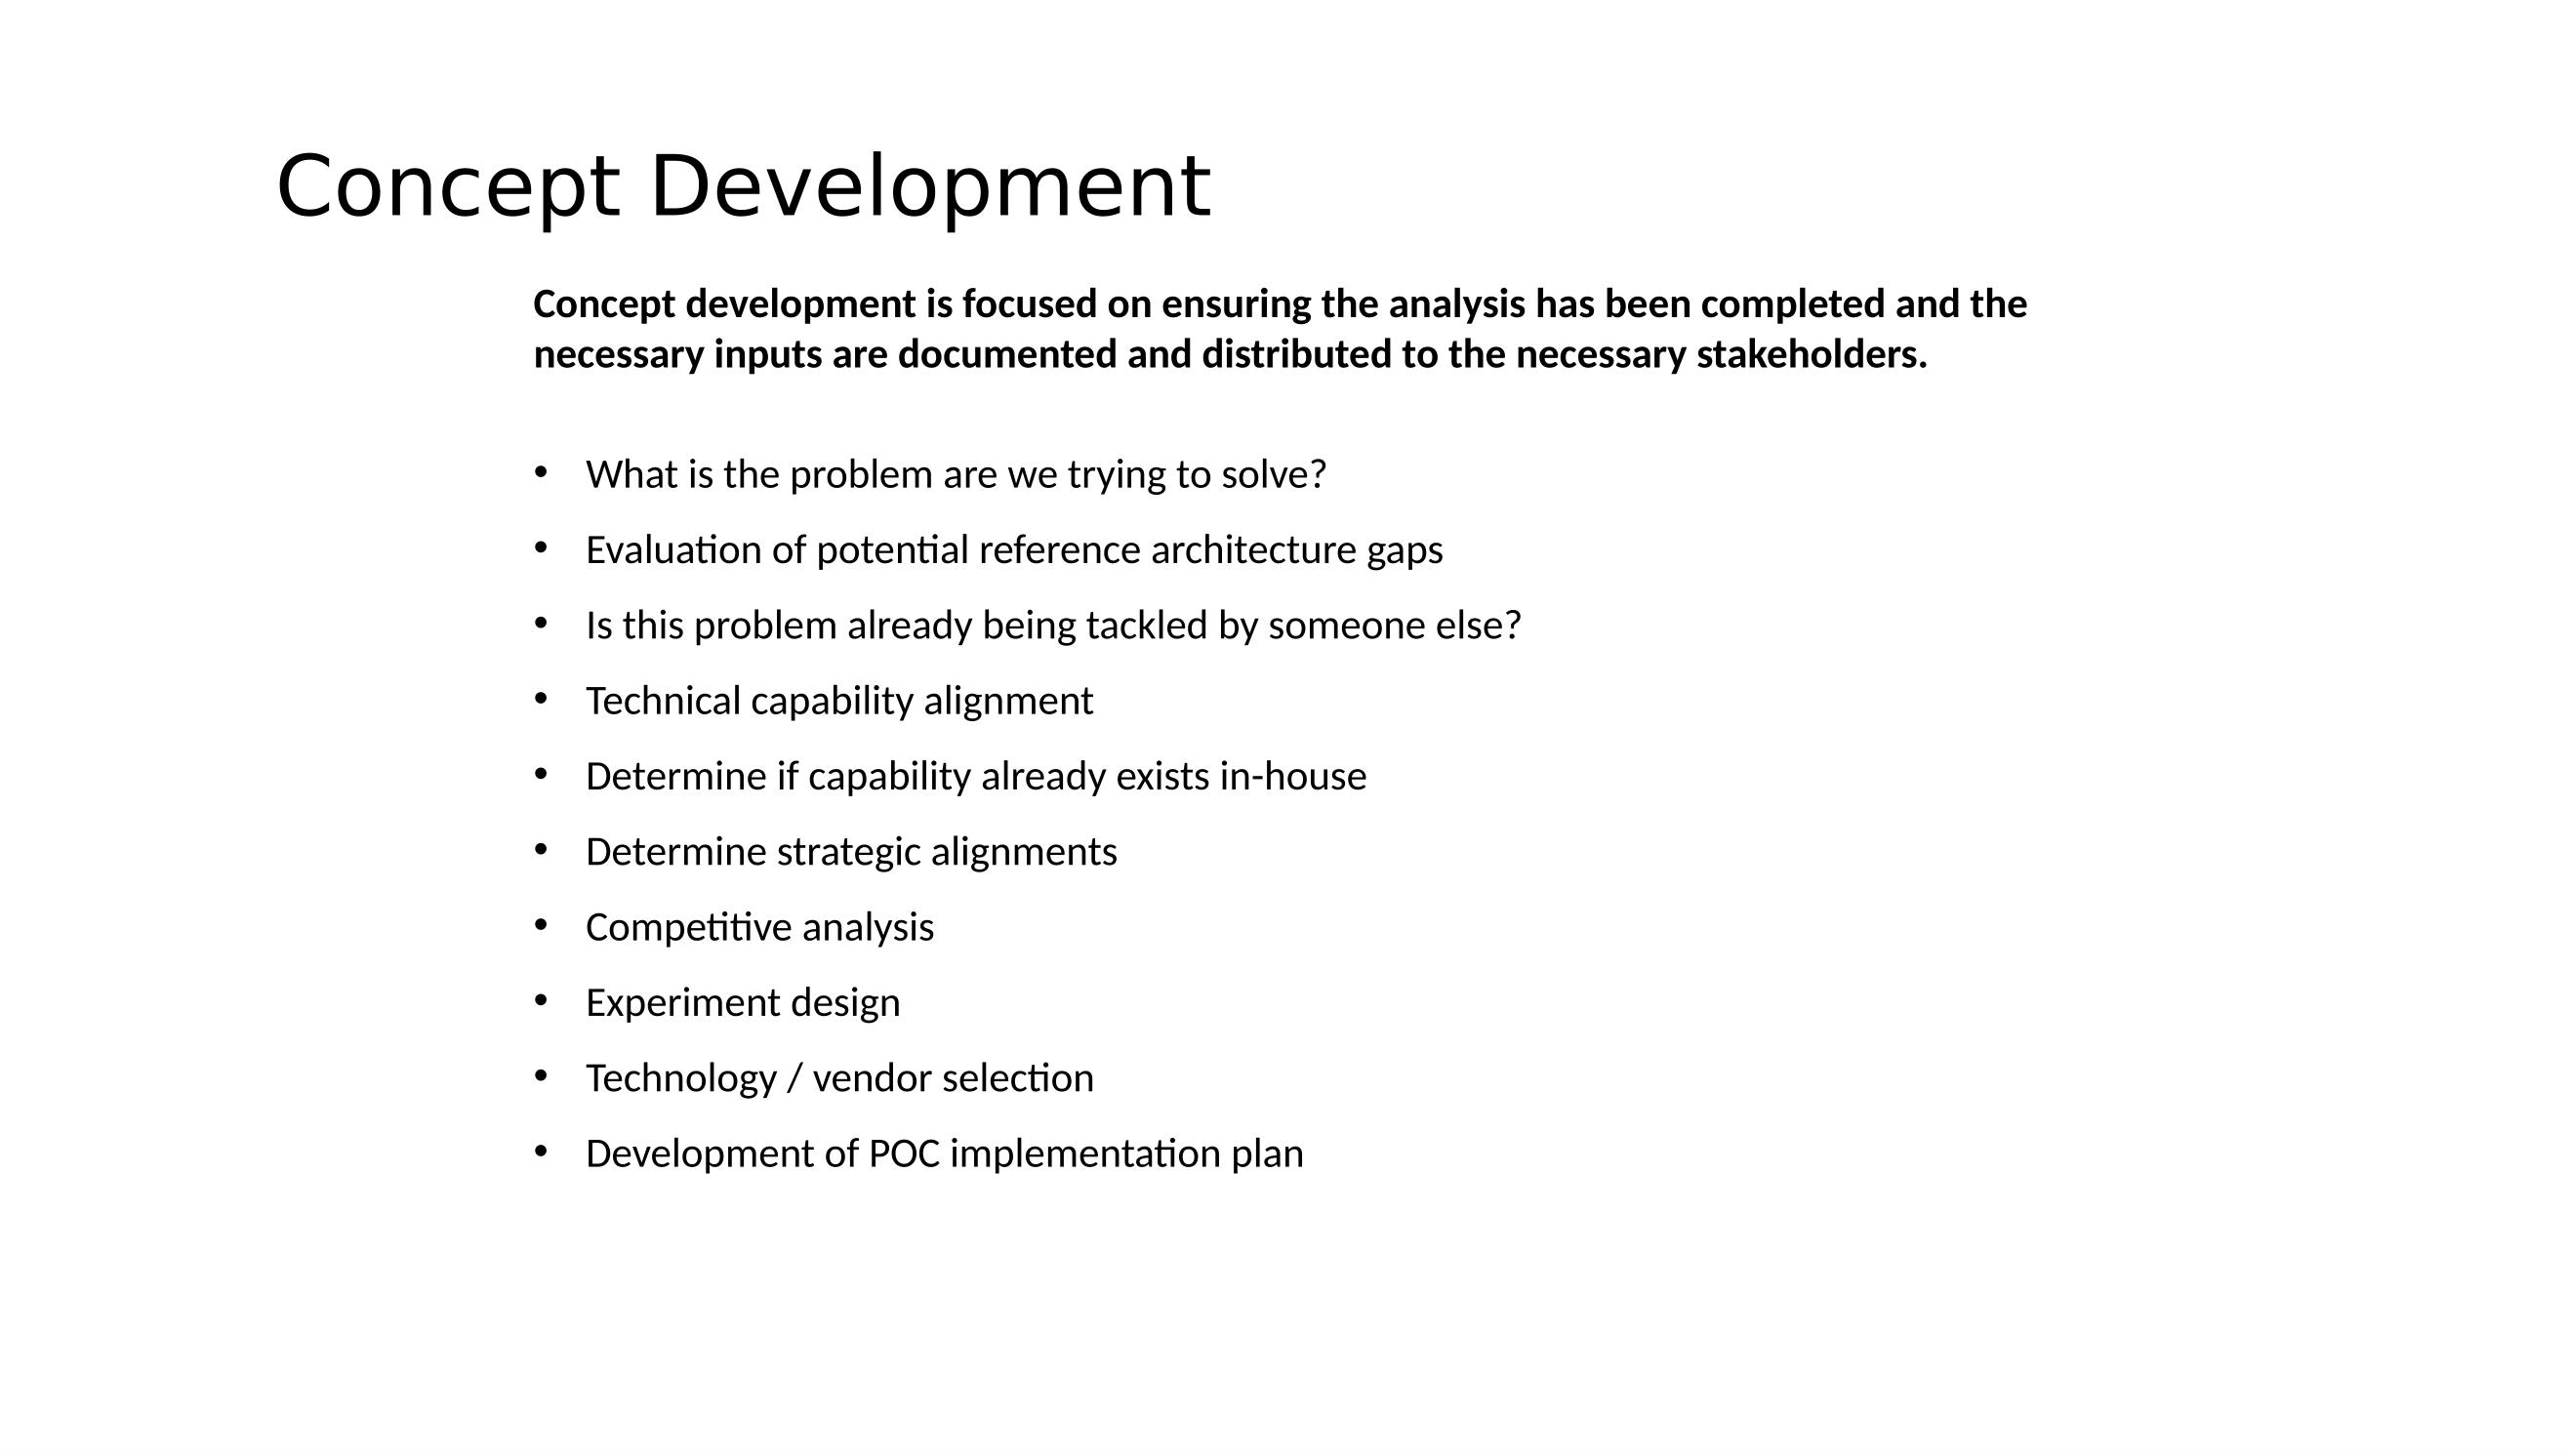 Concept Development
Concept development is focused on ensuring the analysis has been completed and the
necessary inputs are documented and distributed to the necessary stakeholders.
• What is the problem are we trying to solve?
• Evaluation of potential reference architecture gaps
• Is this problem already being tackled by someone else?
• Technical capability alignment
• Determine if capability already exists in-house
• Determine strategic alignments
• Competitive analysis
• Experiment design
• Technology / vendor selection
• Development of POC implementation plan